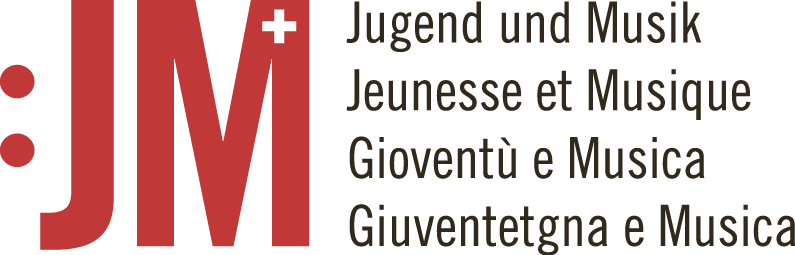 :JM
Jugend und Musik
Jeunesse et Musique
Gioventù e Musica
Giuventetgna e Musica